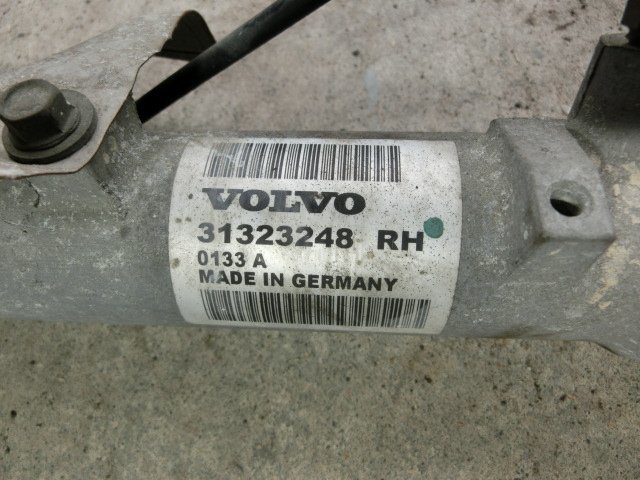 VOLVO
31323248 RH
0133 A
MADE IN GERMANY